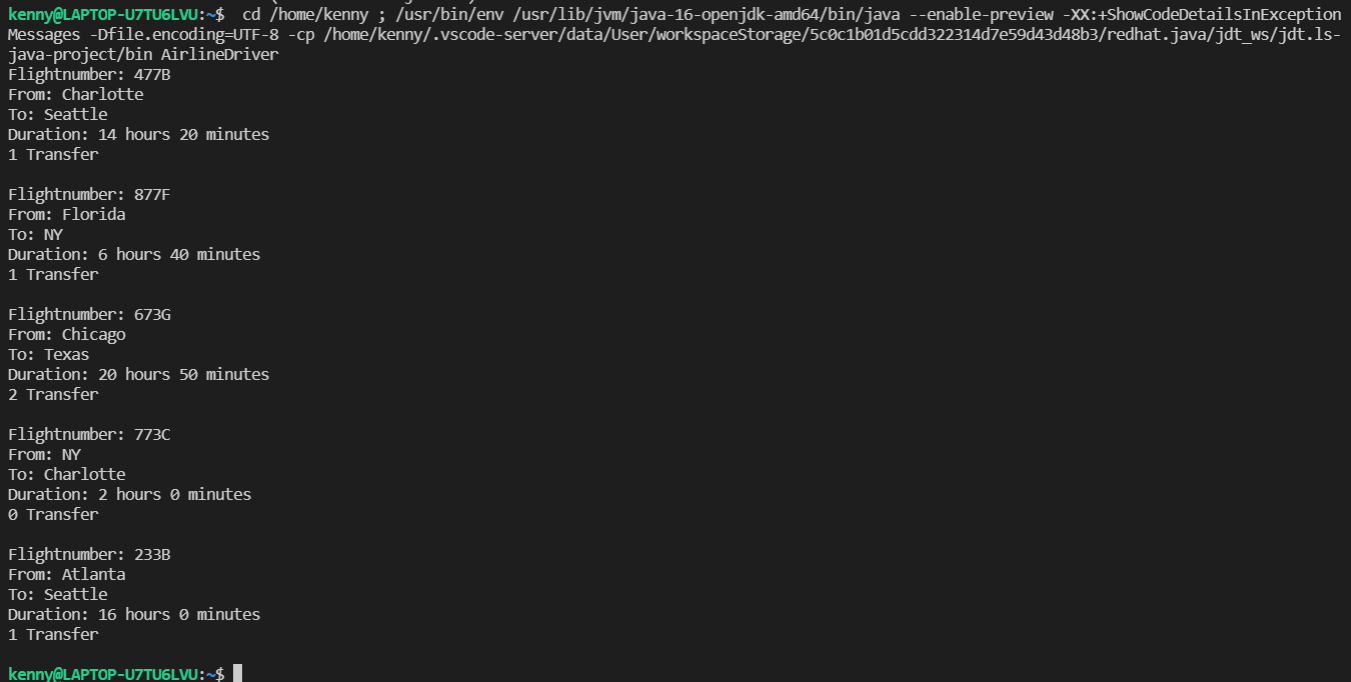 kenny@LAPTOP-U7TU6LVU:~$  cd /home/kenny ; /usr/bin/env /usr/lib/jvm/java-16-openjdk-amd64/bin/java --enable-preview -XX:+ShowCodeDetailsInException
Messages -Dfile.encoding=UTF-8 -cp /home/kenny/.vscode-server/data/User/workspaceStorage/5c0c1b01d5cdd322314d7e59d43d48b3/redhat.java/jdt_ws/jdt.ls-
java-project/bin AirlineDriver
Flightnumber: 477B
From: Charlotte
To: Seattle
Duration: 14 hours 20 minutes
1 Transfer

Flightnumber: 877F
From: Florida
To: NY
Duration: 6 hours 40 minutes
1 Transfer

Flightnumber: 673G
From: Chicago
To: Texas
Duration: 20 hours 50 minutes
2 Transfer

Flightnumber: 773C
From: NY
To: Charlotte
Duration: 2 hours 0 minutes
0 Transfer

Flightnumber: 233B
From: Atlanta
To: Seattle
Duration: 16 hours 0 minutes
1 Transfer

kenny@LAPTOP-U7TU6LVU:~$